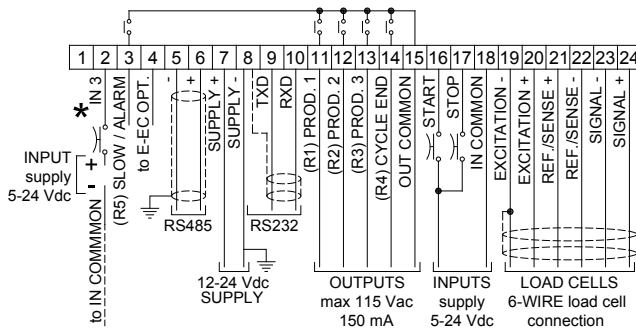 1 2 3 4 5 6 7 8 9 10 11 12 13 14 15 16 17 18 19 20 21 22 23 24
*
IN 3
(R5) SLOW / ALARM
to E-EC OPT.
-
+
SUPPLY +
SUPPLY -
TXD
RXD
(R1) PROD. 1
(R2) PROD. 2
(R3) PROD. 3
(R4) CYCLE END
OUT COMMON
START
STOP
IN COMMON
EXCITATION -
EXCITATION +
REF./SENSE +
REF./SENSE -
SIGNAL -
SIGNAL +
INPUT
supply
5-24 Vdc
+
-
to IN COMMMON
RS485
RS232
12-24 Vdc
SUPPLY
OUTPUTS
max 115 Vac
150 mA
INPUTS
supply
5-24 Vdc
LOAD CELLS
6-WIRE load cell
connection